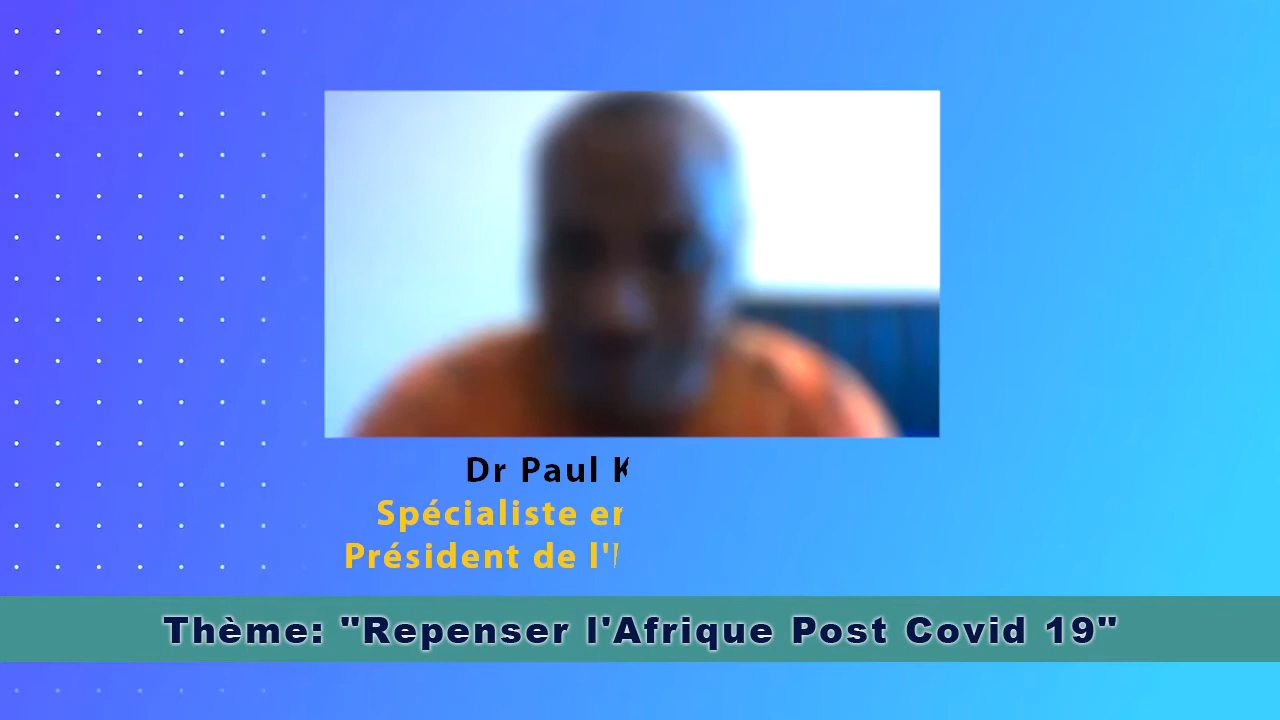 Dr Paul
Spécialiste
Président de
Thème: "Repenser l'Afrique Post Covid 19"